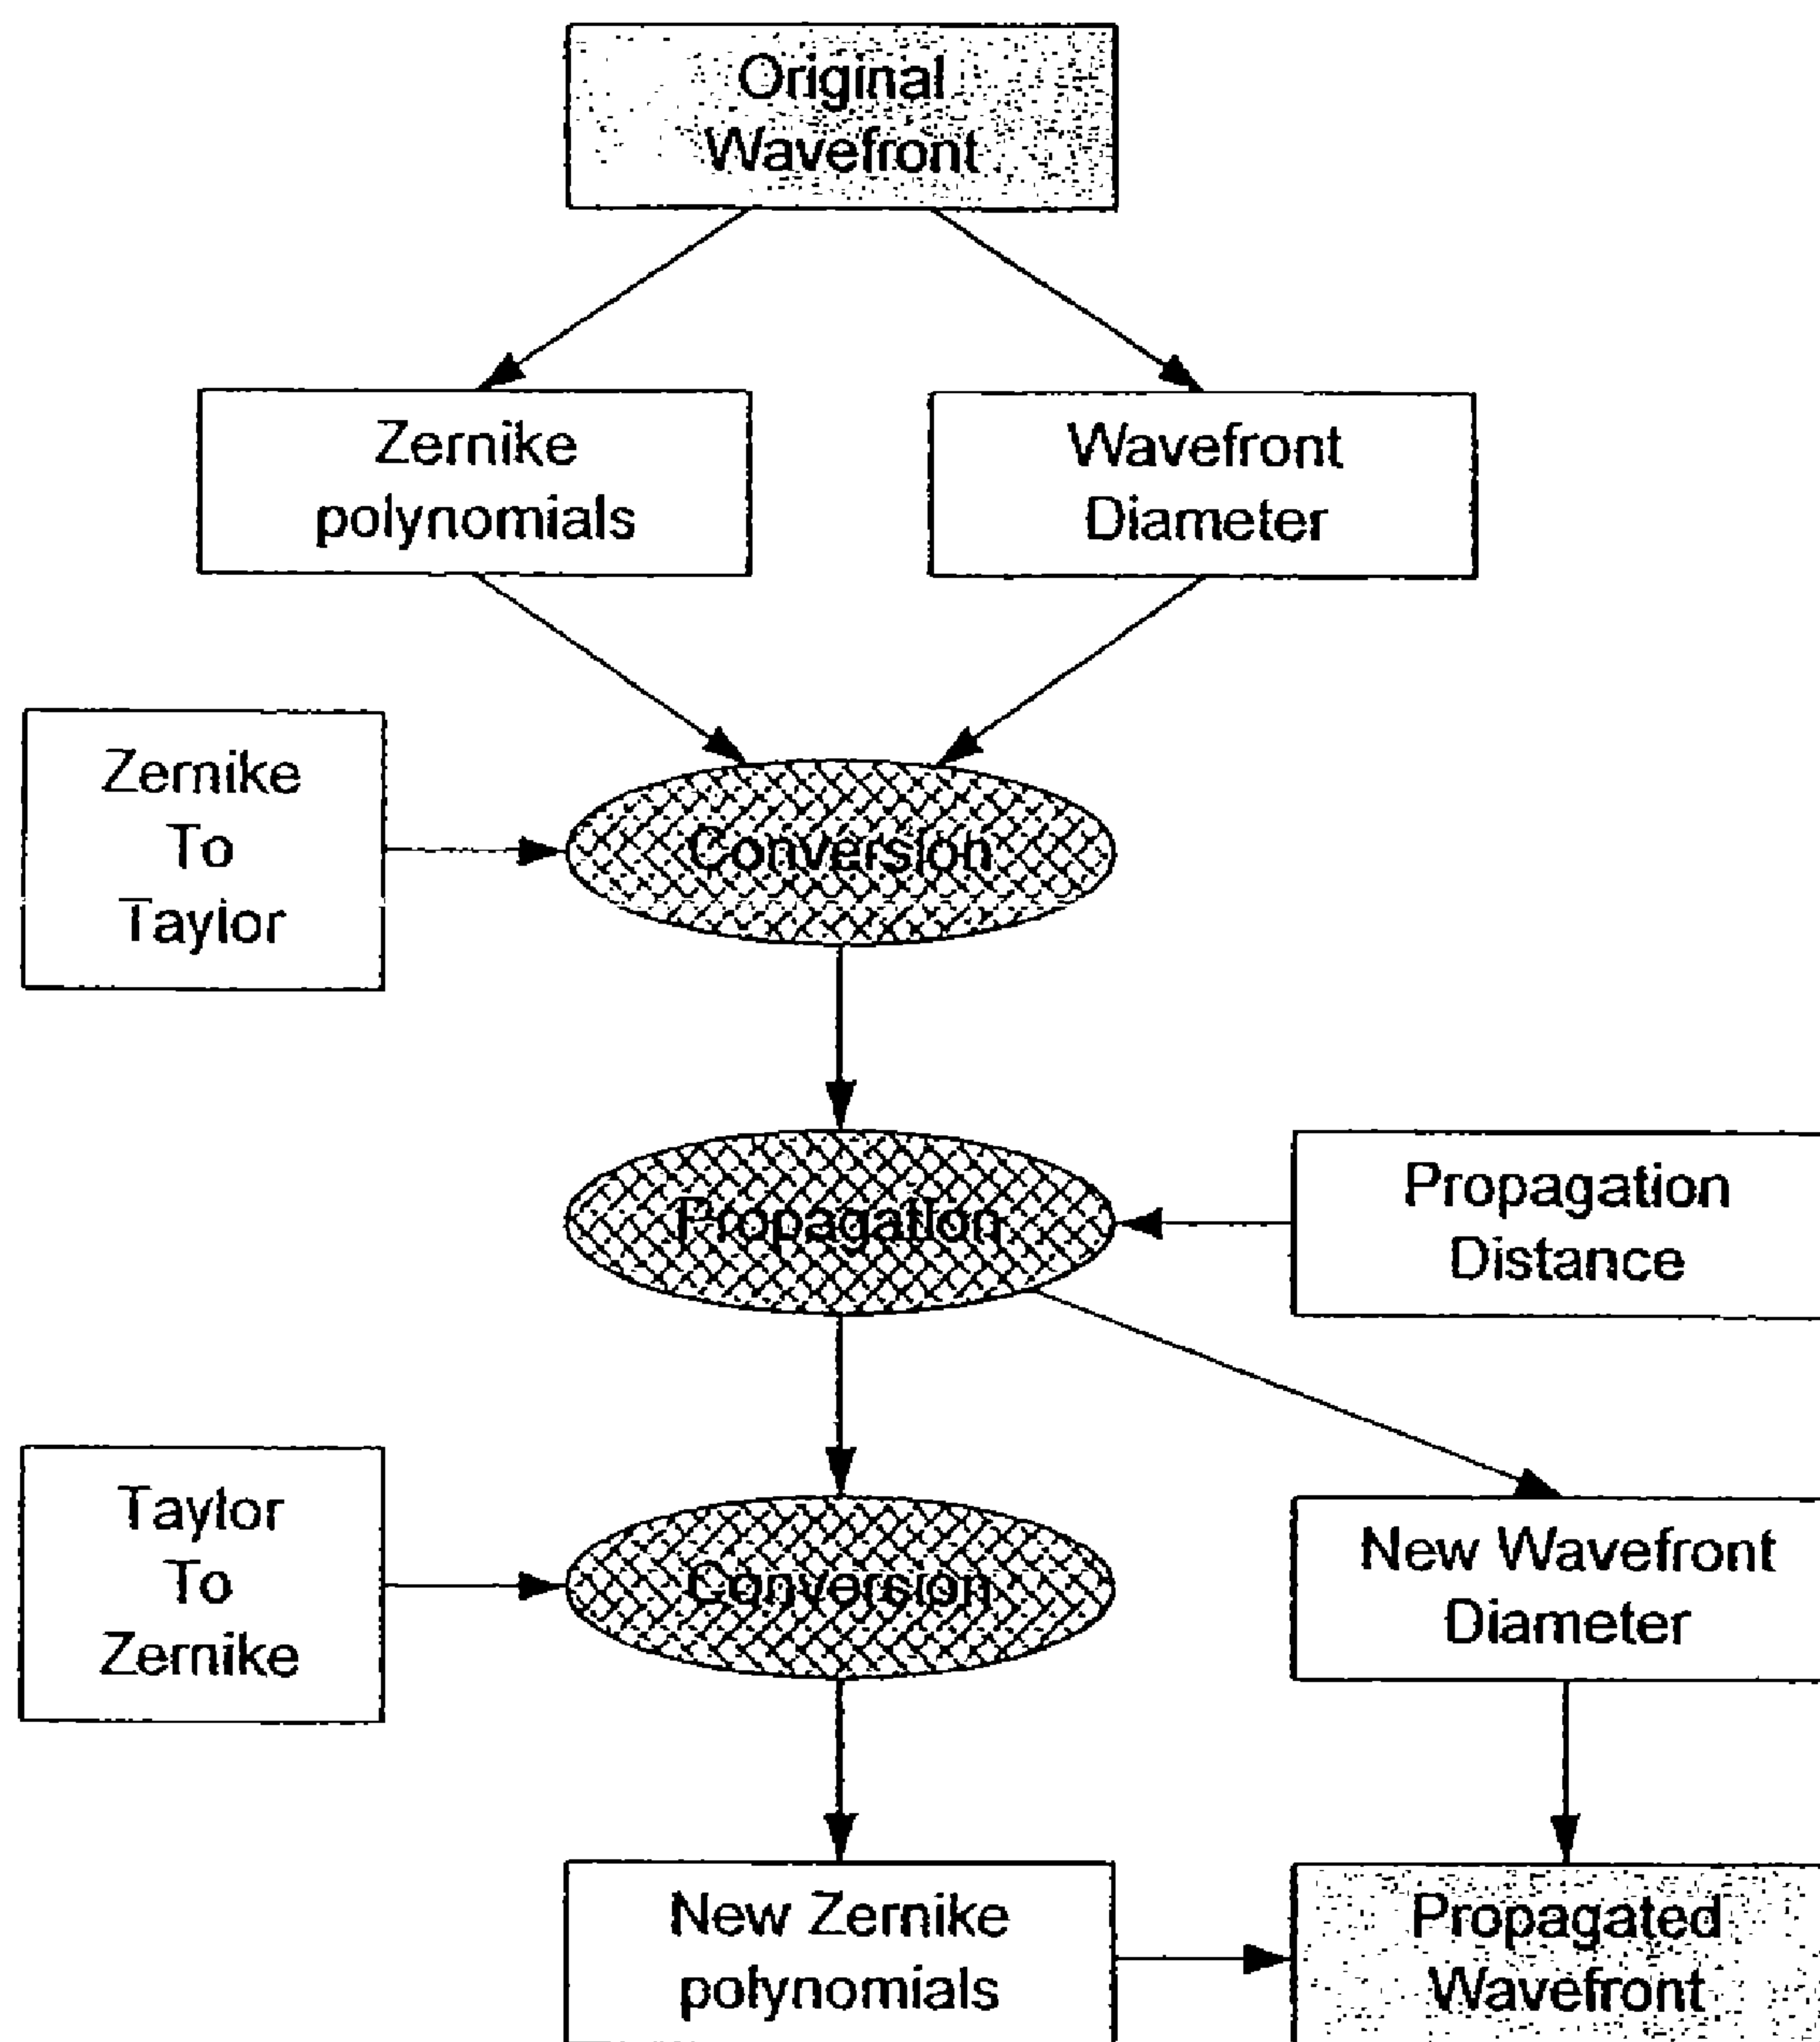 Original
Wavefront
Zernike
polynomials
Wavefront
Diameter
Zernike
To
Taylor
Conversion
Propagation
Propagation
Distance
Taylor
To
Zernike
Conversion
New Wavefront
Diameter
New Zernike
polynomials
Propagated
Wavefront